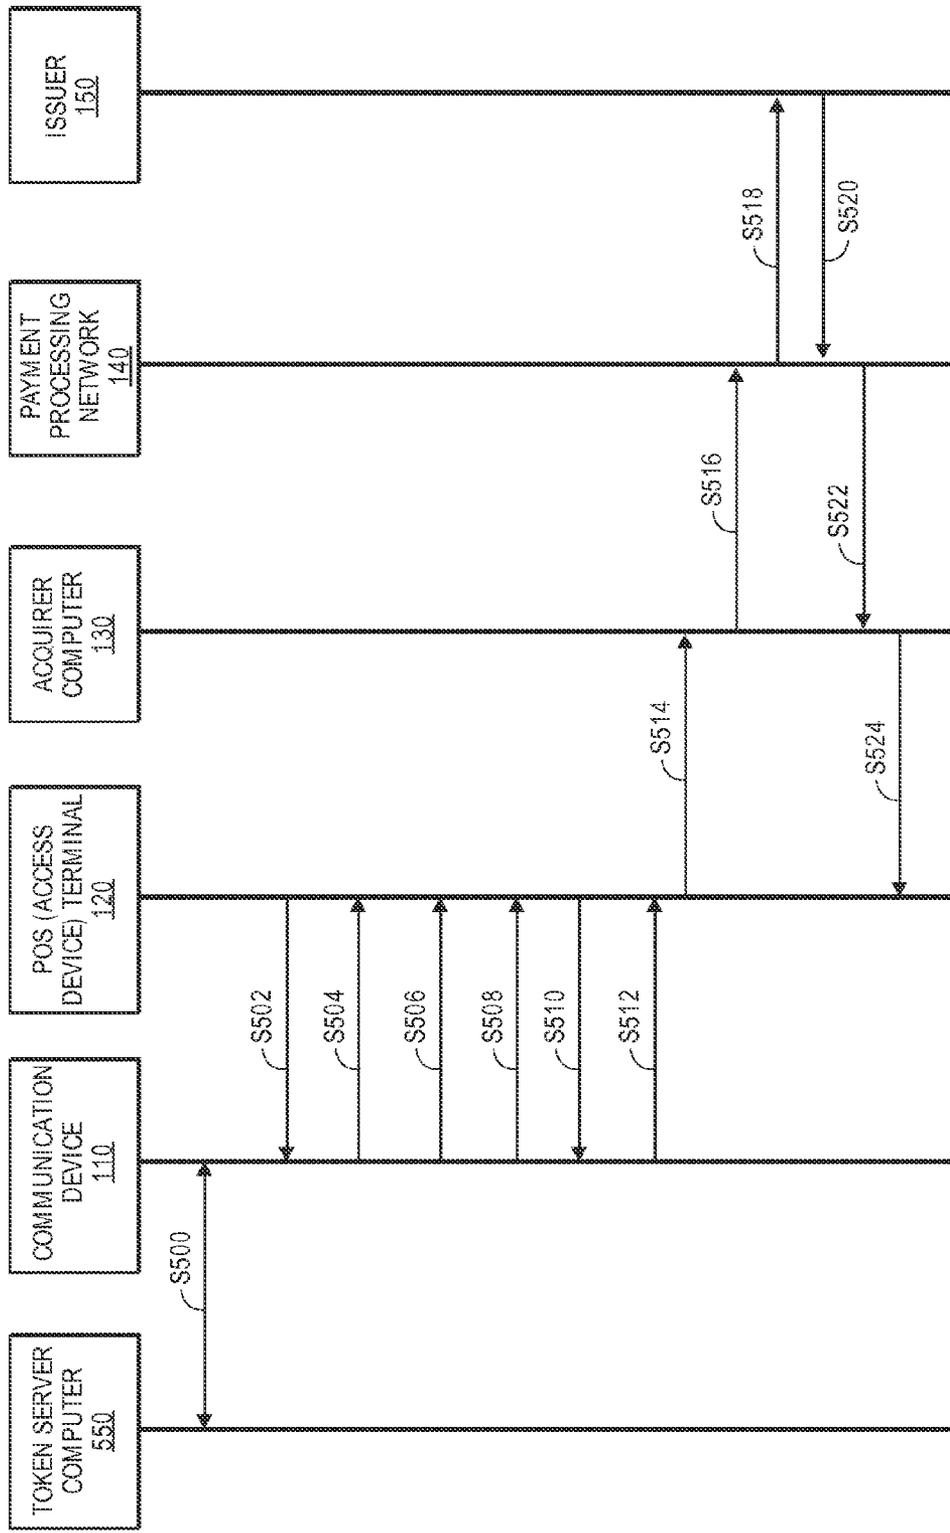 TOKEN SERVER
COMPUTER
550
COMMUNICATION
DEVICE
110
POS (ACCESS
DEVICE) TERMINAL
120
ACQUIRER
COMPUTER
130
PAYMENT
PROCESSING
NETWORK
140
ISSUER
150
S500
S502
S504
S506
S508
S510
S512
S514
S516
S518
S520
S522
S524